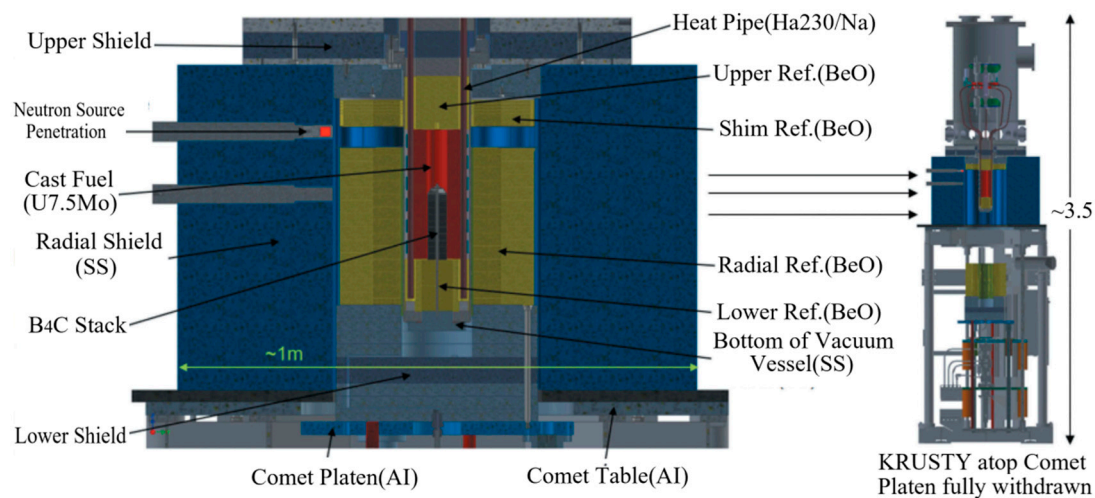 Upper Shield
Neutron Source
Penetration
Cast Fuel
(U7.5Mo)
Radial Shield
(SS)
B4C Stack
Lower Shield
~1m
Comet Platen(AI)
Comet Table(AI)
Heat Pipe(Ha230/Na)
Upper Ref.(BeO)
Shim Ref.(BeO)
Radial Ref.(BeO)
Lower Ref.(BeO)
Bottom of Vacuum
Vessel(SS)
~3.5
KRUSTY atop Comet
Platen fully withdrawn